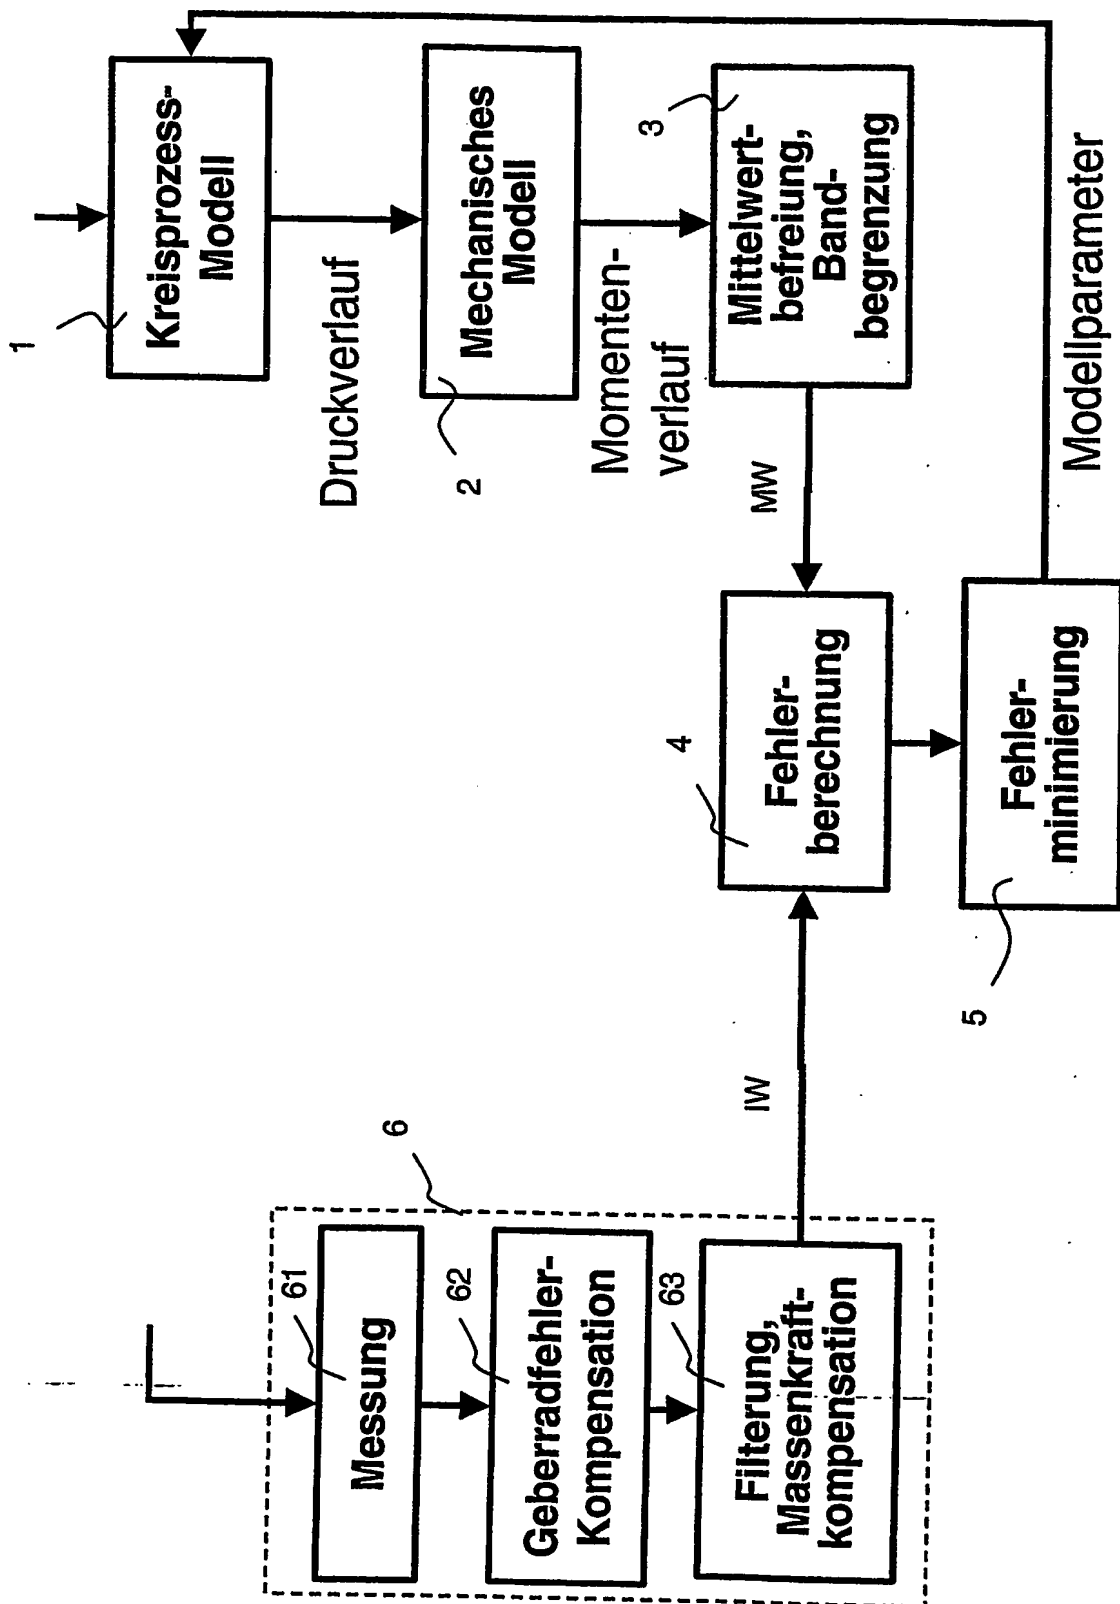 6
61
Messung
62
Geberradfehler-
Kompensation
63
Filterung,
Massenkraft-
kompensation
IW
1
Kreisprozess-
Modell
Druckverlauf
2
Mechanisches
Modell
Momenten-
verlauf
3
Mittelwert-
befreiung,
Band-
begrenzung
MW
4
Fehler-
berechnung
5
Fehler-
minimierung
Modellparameter